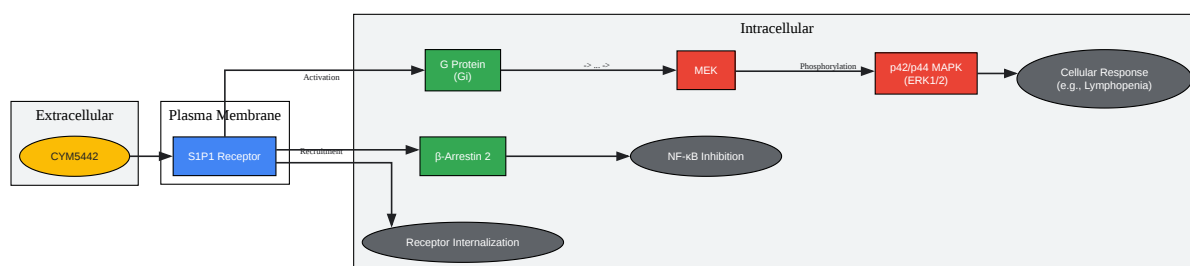 Intracellular
Extracellular
Plasma Membrane
CYM5442
S1P1 Receptor
Activation
G Protein
(Gi)
-> ... ->
MEK
Phosphorylation
p42/p44 MAPK
(ERK1/2)
Cellular Response
(e.g., Lymphopenia)
Recruitment
β-Arrestin 2
NF-κB Inhibition
Receptor Internalization